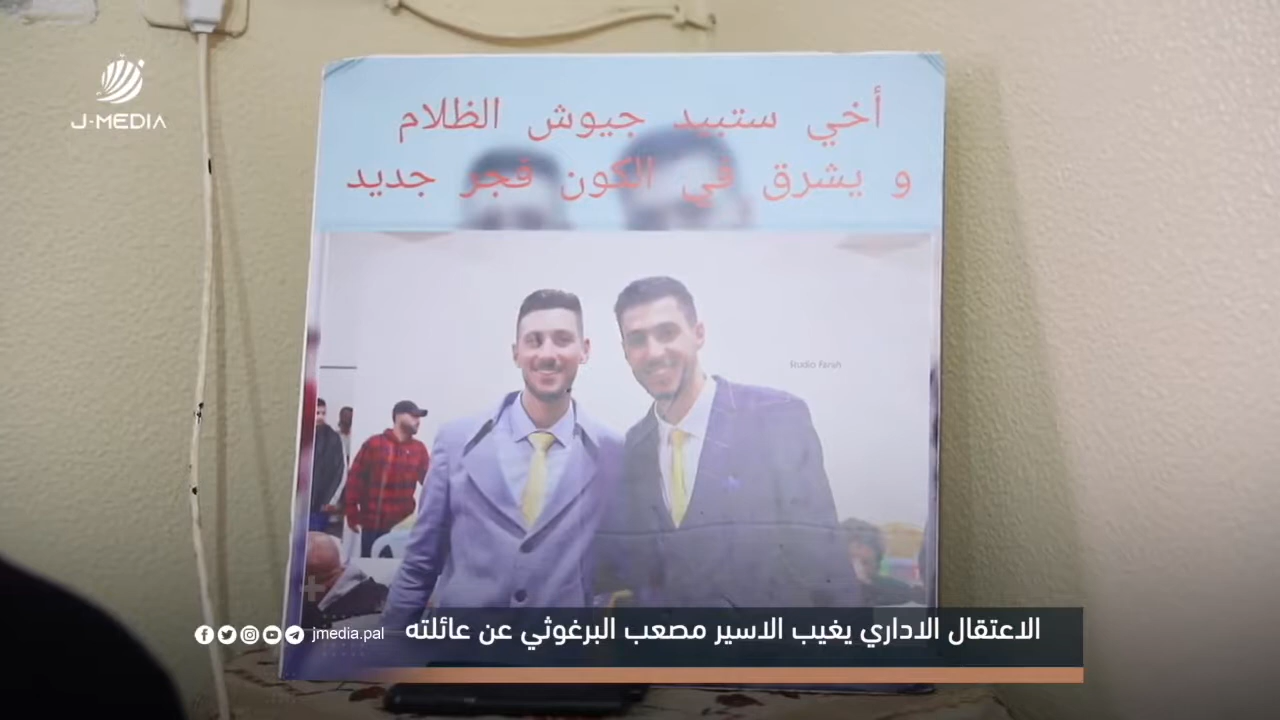 J-MEDIA
أخي ستبيد جيوش الظلام
و يشرق في الكون فجر جديد
Studio Farah
الاعتقال الاداري يغيب الاسير مصعب البرغوثي عن عائلته
jmedia.pal